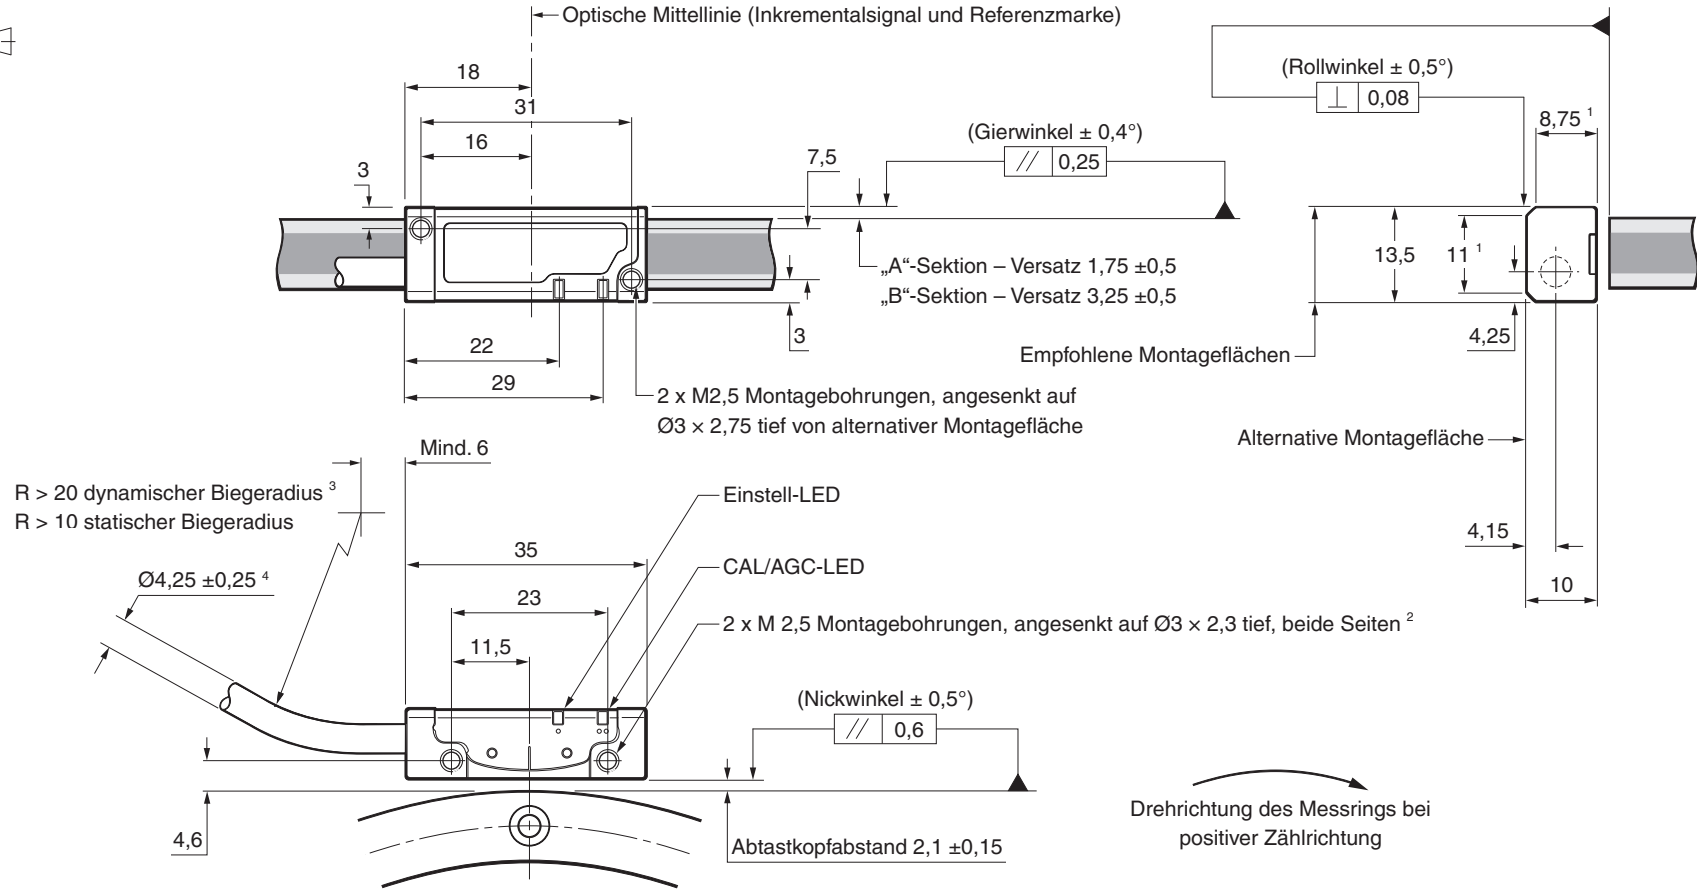 Optische Mittellinie (Inkrementalsignal und Referenzmarke)
18
31
16
3
7,5
(Gierwinkel ± 0,4°)
// 0,25
(Rollwinkel ± 0,5°)
⊥ 0,08
8,75 1
„A“-Sektion – Versatz 1,75 ±0,5
„B“-Sektion – Versatz 3,25 ±0,5
13,5
11 1
3
4,25
22
29
Empfohlene Montageflächen
2 x M2,5 Montagebohrungen, angesenkt auf
Ø3 × 2,75 tief von alternativer Montagefläche
Alternative Montagefläche
Mind. 6
R > 20 dynamischer Biegeradius 3
R > 10 statischer Biegeradius
Einstell-LED
4,15
35
CAL/AGC-LED
10
Ø4,25 ±0,25 4
23
2 x M 2,5 Montagebohrungen, angesenkt auf Ø3 × 2,3 tief, beide Seiten 2
11,5
(Nickwinkel ± 0,5°)
// 0,6
4,6
Abtastkopfabstand 2,1 ±0,15
Drehrichtung des Messrings bei
positiver Zählrichtung